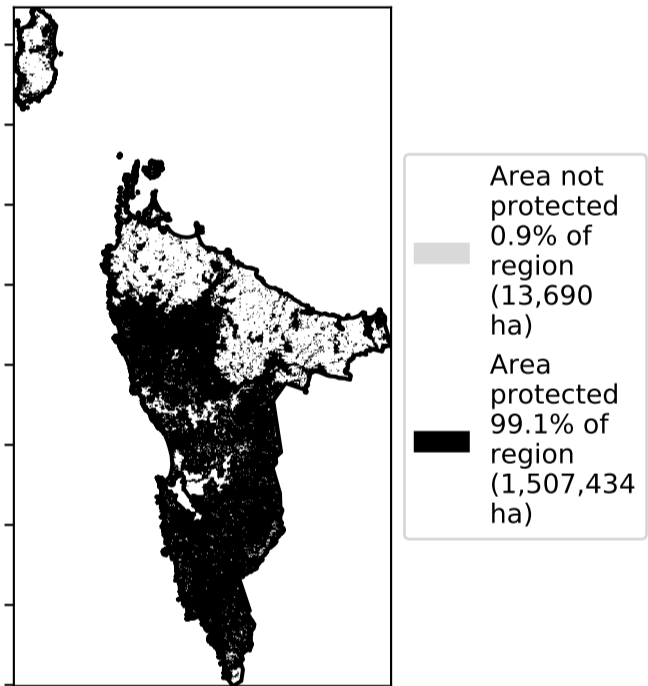 Area not
protected
0.9% of
region
(13,690
ha)
Area
protected
99.1% of
region
(1,507,434
ha)